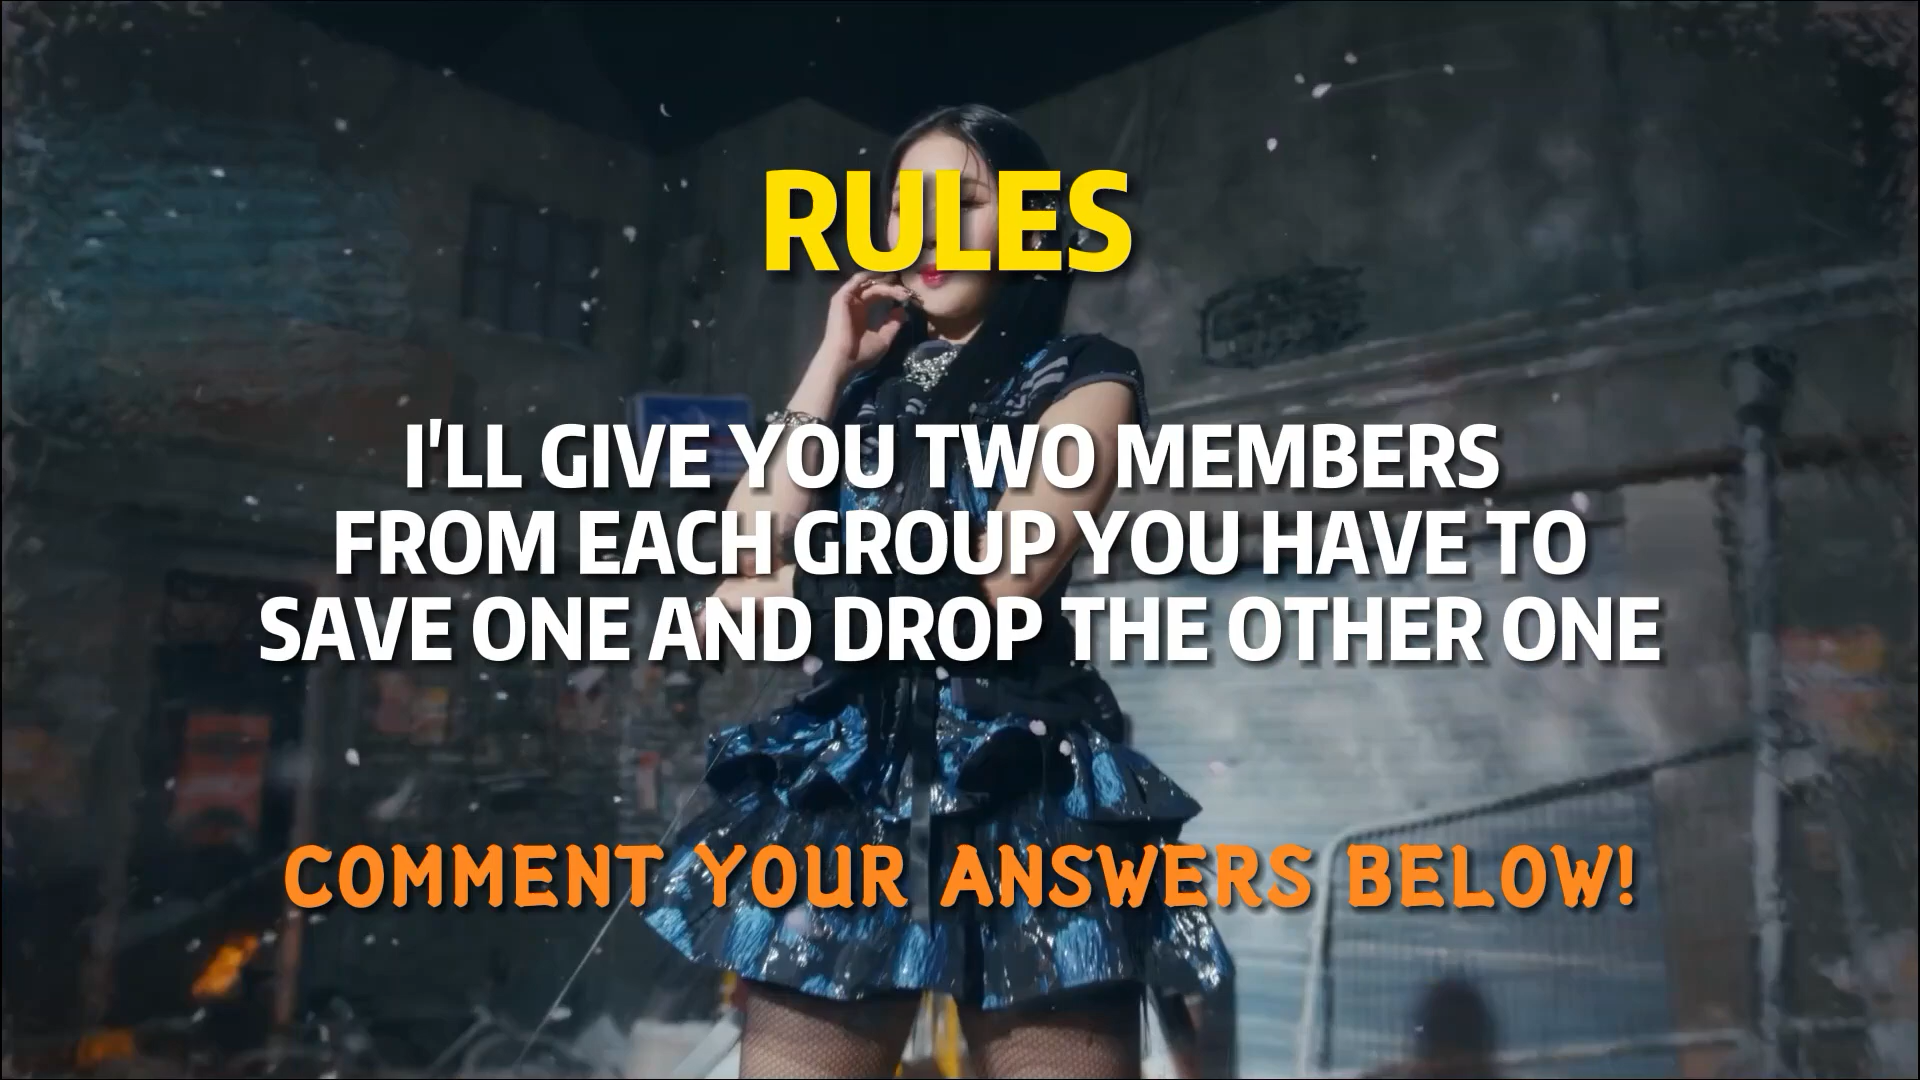 RULES
I'LL GIVE YOU TWO MEMBERS
FROM EACH GROUP YOU HAVE TO
SAVE ONE AND DROP THE OTHER ONE
COMMENT YOUR ANSWERS BELOW!